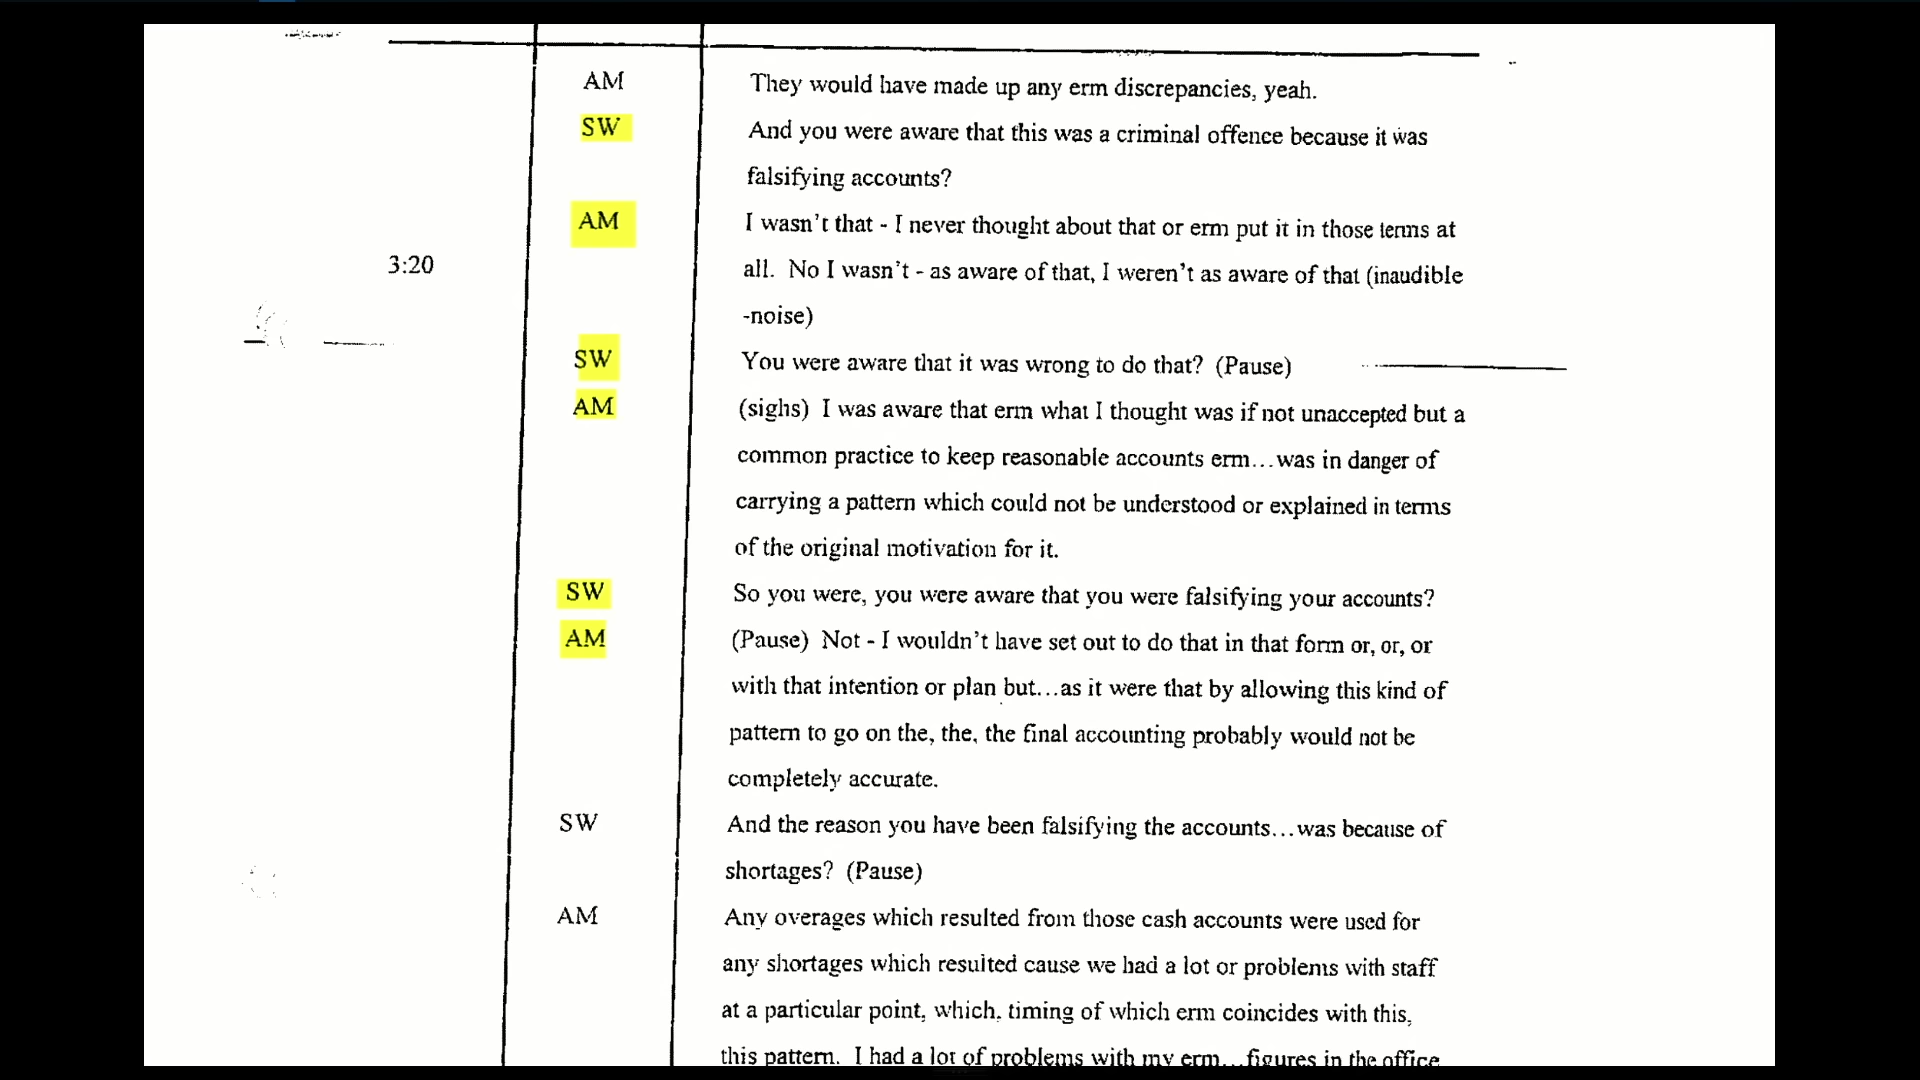 AM They would have made up any erm discrepancies, yeah.
SW And you were aware that this was a criminal offence because it was
falsifying accounts?
AM I wasn't that - I never thought about that or erm put it in those terms at
3:20 all. No I wasn't - as aware of that, I weren't as aware of that (inaudible
-noise)
SW You were aware that it was wrong to do that? (Pause)
AM (sighs) I was aware that erm what I thought was if not unaccepted but a
common practice to keep reasonable accounts erm...was in danger of
carrying a pattern which could not be understood or explained in terms
of the original motivation for it.
SW So you were, you were aware that you were falsifying your accounts?
AM (Pause) Not - I wouldn't have set out to do that in that form or, or, or
with that intention or plan but...as it were that by allowing this kind of
pattern to go on the, the, the final accounting probably would not be
completely accurate.
SW And the reason you have been falsifying the accounts...was because of
shortages? (Pause)
AM Any overages which resulted from those cash accounts were used for
any shortages which resulted cause we had a lot or problems with staff
at a particular point, which, timing of which erm coincides with this,
this pattern. I had a lot of problems with my erm...figures in the office